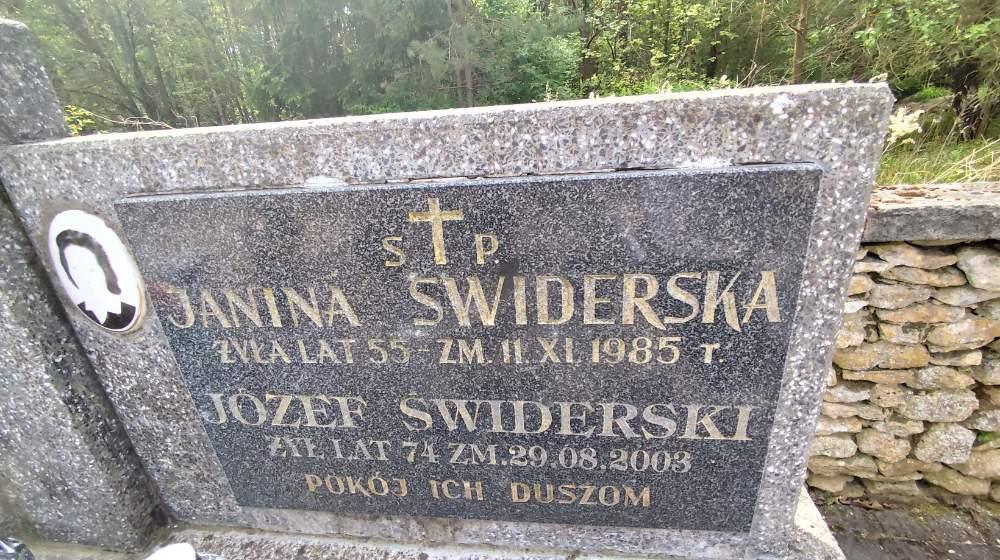 S P
JANINA ŚWIDERSKA
ŻYŁA LAT 55 - ZM. 11. XI. 1985 r.
JÓZEF ŚWIDERSKI
ŻYŁ LAT 74 ZM. 29.08.2003
POKÓJ ICH DUSZOM